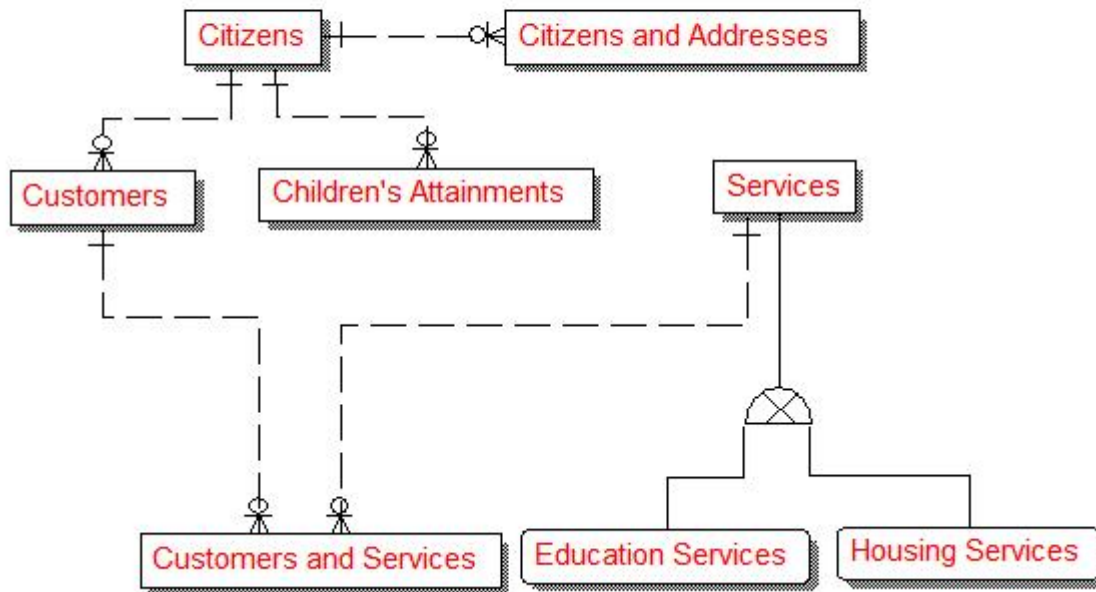 Citizens
Citizens and Addresses
Customers
Children's Attainments
Services
Customers and Services
Education Services
Housing Services